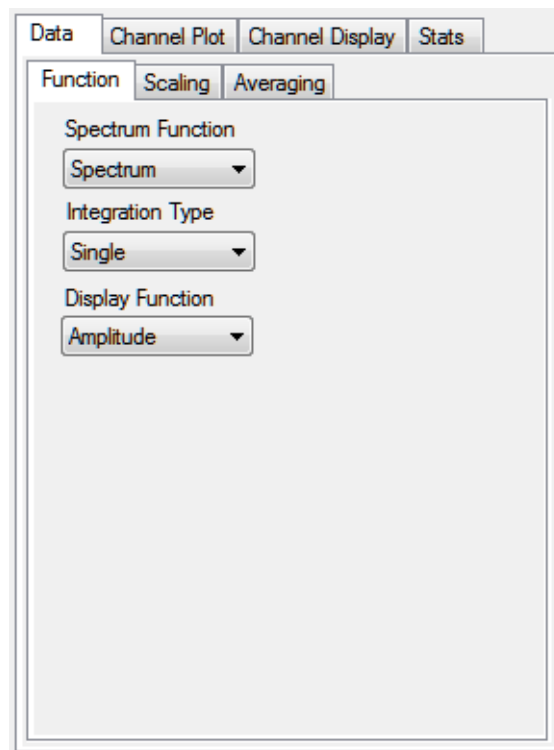 Data Channel Plot Channel Display Stats
Function Scaling Averaging
Spectrum Function
Spectrum
Integration Type
Single
Display Function
Amplitude